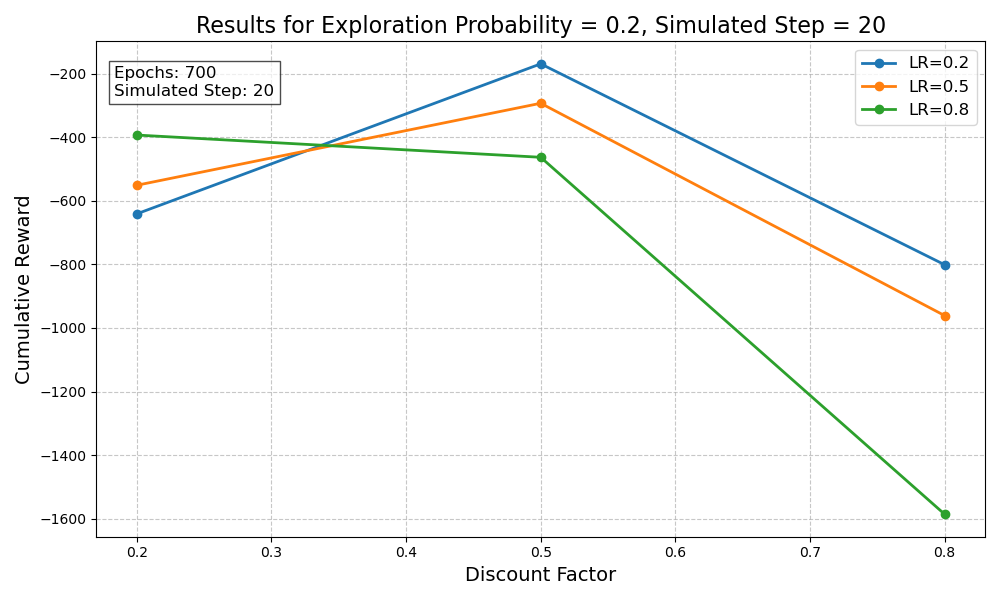 Results for Exploration Probability = 0.2, Simulated Step = 20
Epochs: 700
Simulated Step: 20
LR=0.2
LR=0.5
LR=0.8
Cumulative Reward
−200
−400
−600
−800
−1000
−1200
−1400
−1600
0.2
0.3
0.4
0.5
0.6
0.7
0.8
Discount Factor